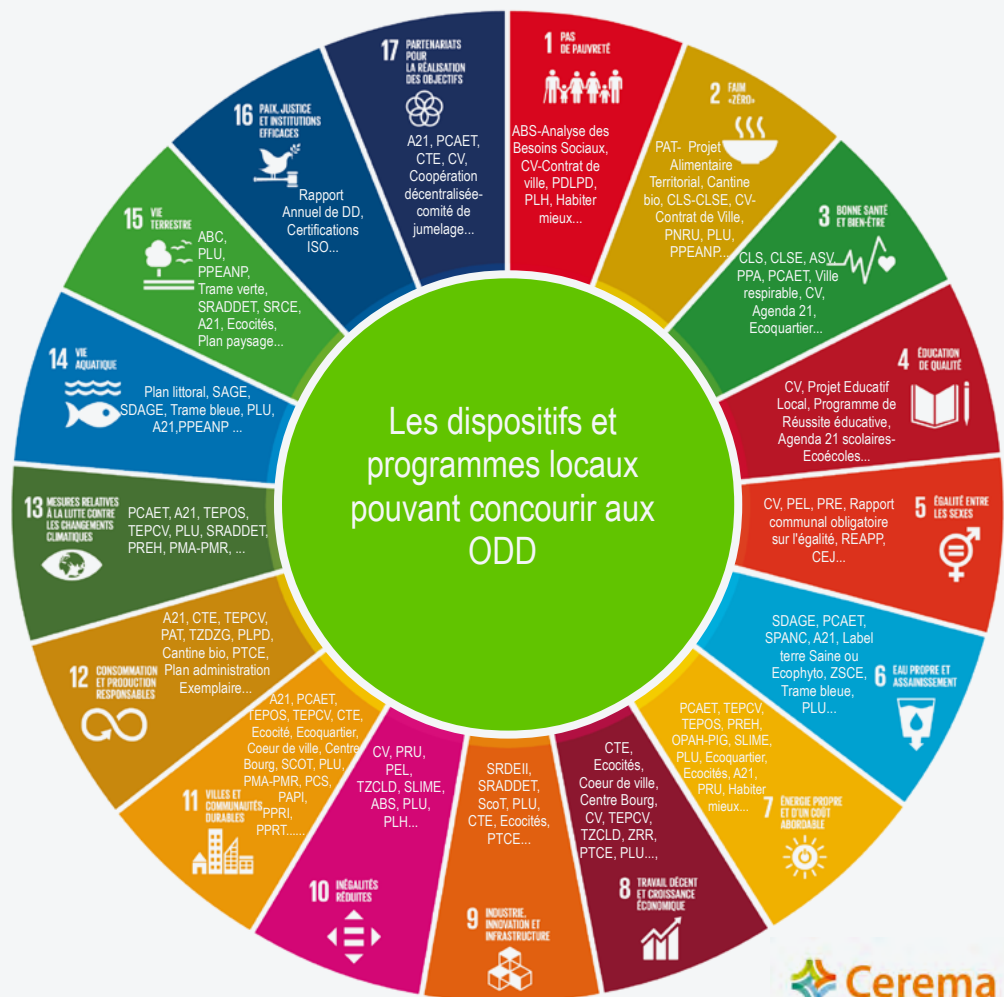 Les dispositifs et
programmes locaux
pouvant concourir aux
ODD
1 PAS
DE PAUVRETÉ
ABS-Analyse des
Besoins Sociaux,
CV-Contrat de
ville, PDLPD,
PLH, Habiter
mieux...
2 FAIM
«ZÉRO»
PAT- Projet
Alimentaire
Territorial, Cantine
bio, CLS-CLSE, CV-
Contrat de Ville,
PNRU, PLU,
PPEANP...
3 BONNE SANTÉ
ET BIEN-ÊTRE
CLS, CLSE, ASV,
PPA, PCAET, Ville
respirable, CV,
Agenda 21,
Ecoquartier...
4 ÉDUCATION
DE QUALITÉ
CV, Projet Educatif
Local, Programme de
Réussite éducative,
Agenda 21 scolaires-
Ecoécoles...
5 ÉGALITÉ ENTRE
LES SEXES
CV, PEL, PRE, Rapport
communal obligatoire
sur l'égalité, REAPP,
CEJ...
6 EAU PROPRE ET
ASSAINISSEMENT
SDAGE, PCAET,
SPANC, A21, Label
terre Saine ou
Ecophyto, ZSCE,
Trame bleue,
PLU...
7 ÉNERGIE PROPRE
ET D'UN COÛT
ABORDABLE
PCAET, TEPCV,
TEPOS, PREH,
OPAH-PIG, SLIME,
PLU, Ecoquartier,
Ecocités, A21,
PRU, Habiter
mieux...
8 TRAVAIL DÉCENT
ET CROISSANCE
ÉCONOMIQUE
CTE,
Ecocités,
Coeur de ville,
Centre Bourg,
CV, TEPCV,
TZCLD, ZRR,
PTCE, PLU...,
9 INDUSTRIE,
INNOVATION ET
INFRASTRUCTURE
SRDEII,
SRADDET,
ScoT, PLU,
CTE, Ecocités,
PTCE...
10 INÉGALITÉS
RÉDUITES
CV, PRU,
PEL,
TZCLD, SLIME,
ABS, PLU,
PLH...
11 VILLES ET
COMMUNAUTÉS
DURABLES
A21, PCAET,
TEPOS, TEPCV, CTE,
Ecocité, Ecoquartier,
Coeur de ville, Centre
Bourg, SCOT, PLU,
PMA-PMR, PCS,
PAPI,
PPRI,
PPRT......
12 CONSOMMATION
ET PRODUCTION
RESPONSABLES
A21, CTE, TEPCV,
PAT, TZDZG, PLPD,
Cantine bio, PTCE,
Plan administration
Exemplaire...
13 MESURES RELATIVES
À LA LUTTE CONTRE
LES CHANGEMENTS
CLIMATIQUES
PCAET, A21, TEPOS,
TEPCV, PLU, SRADDET,
PREH, PMA-PMR, ...
14 VIE
AQUATIQUE
Plan littoral, SAGE,
SDAGE, Trame bleue, PLU,
A21,PPEANP ...
15 VIE
TERRESTRE
ABC,
PLU,
PPEANP,
Trame verte,
SRADDET, SRCE,
A21, Ecocités,
Plan paysage...
16 PAIX, JUSTICE
ET INSTITUTIONS
EFFICACES
Rapport
Annuel de DD,
Certifications
ISO...
17 PARTENARIATS
POUR
LA RÉALISATION
DES OBJECTIFS
A21, PCAET,
CTE, CV,
Coopération
décentralisée-
comité de
jumelage...
Cerema